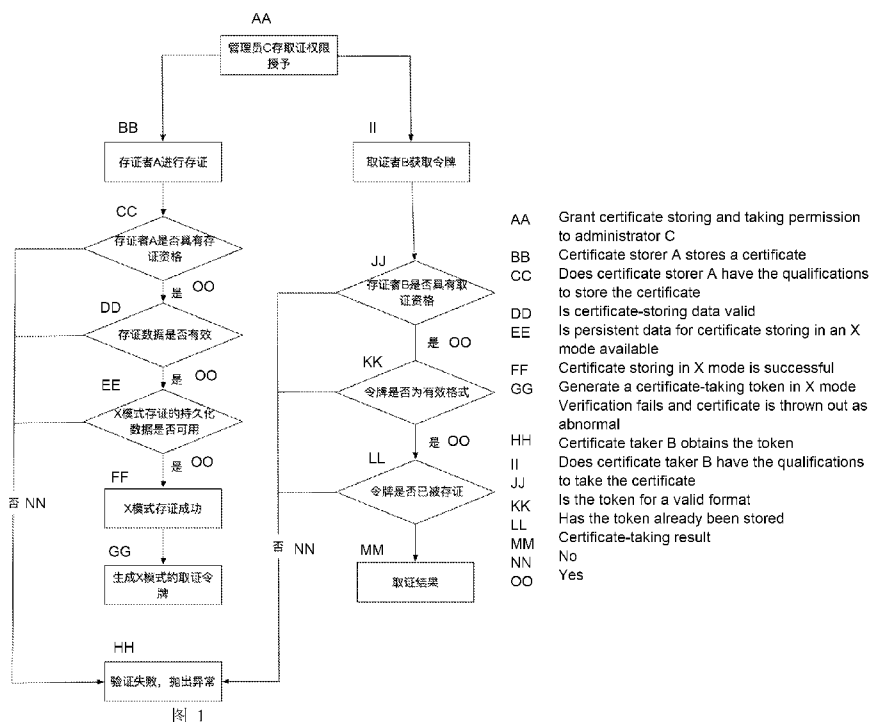 AA
管理员C存取证权限
授予
BB
存证者A进行存证
CC
存证者A是否具有存
证资格
是 OO
DD
存证数据是否有效
是 OO
EE
X模式存证的持久化
数据是否可用
是 OO
FF
X模式存证成功
GG
生成X模式的取证令
牌
否 NN
HH
验证失败，抛出异常
II
取证者B获取令牌
JJ
存证者B是否具有取
证资格
是 OO
KK
令牌是否为有效格式
是 OO
LL
令牌是否已被存证
否 NN
MM
取证结果
AA Grant certificate storing and taking permission
to administrator C
BB Certificate storer A stores a certificate
CC Does certificate storer A have the qualifications
to store the certificate
DD Is certificate-storing data valid
EE Is persistent data for certificate storing in an X
mode available
FF Certificate storing in X mode is successful
GG Generate a certificate-taking token in X mode
Verification fails and certificate is thrown out as
abnormal
HH Certificate taker B obtains the token
II Does certificate taker B have the qualifications
JJ to take the certificate
KK Is the token for a valid format
LL Has the token already been stored
MM Certificate-taking result
NN No
OO Yes
图 1